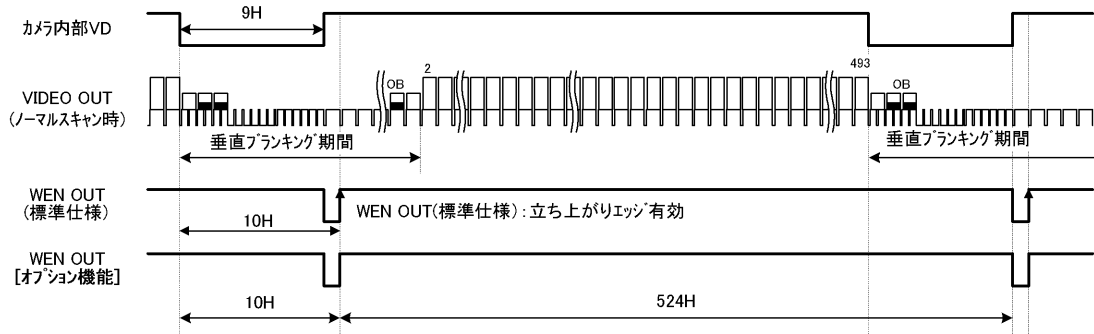 9H
カメラ内部VD
493
2
OB
OB
VIDEO OUT
(ノーマルスキャン時)
垂直ブランキング期間
垂直ブランキング期間
WEN OUT
(標準仕様)
WEN OUT(標準仕様):立ち上がりエッジ有効
10H
WEN OUT
[オプション機能]
10H
524H